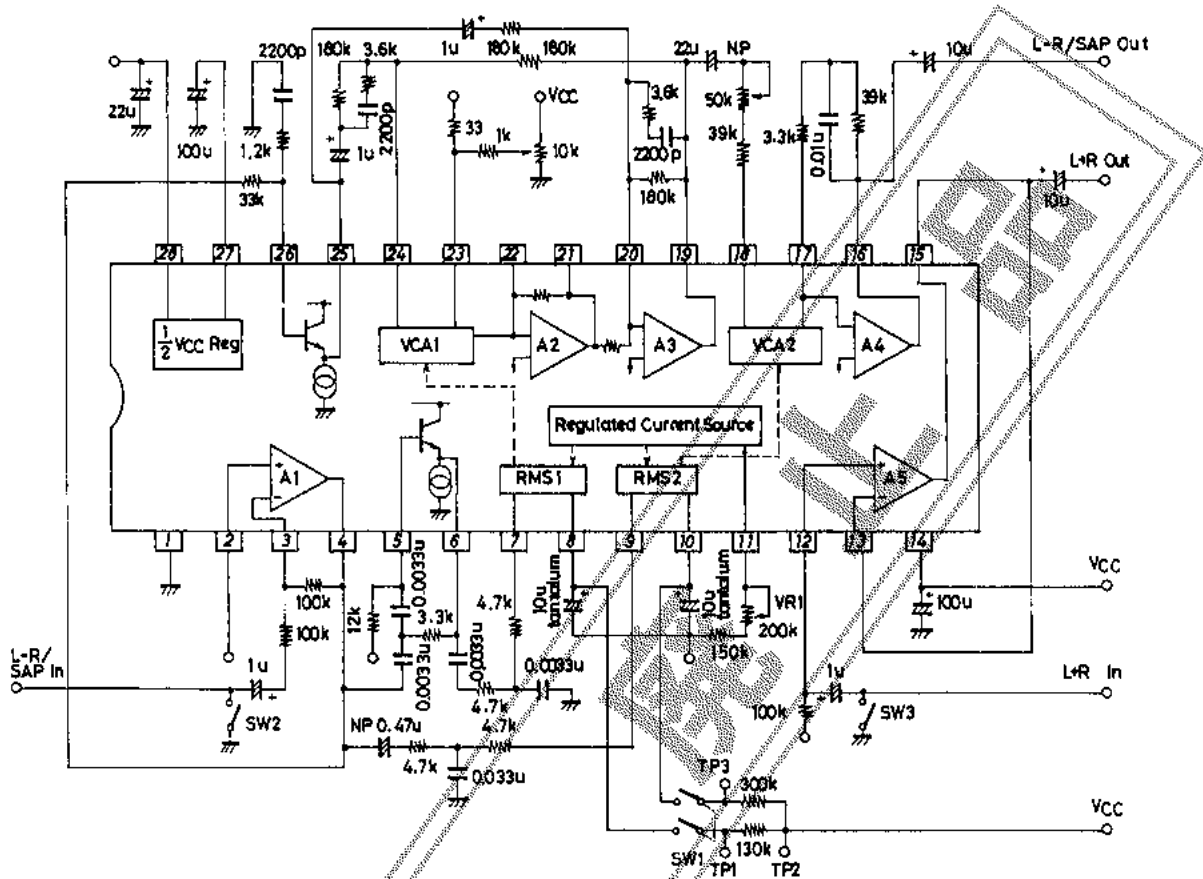 2200p
180k
3.6k
1u
180k
180k
22u
NP
10u
L-R/SAP Out
22u
100u
1.2k
1u
2200p
VCC
33
1k
10k
3.6k
2200p
50k
39k
3.3k
0.01u
39k
L+R Out
33k
180k
10u
28
27
26
25
24
23
22
21
20
19
18
17
16
15
1/2 VCC Reg
VCA1
A2
A3
VCA2
A4
Regulated Current Source
A1
RMS1
RMS2
A5
1
2
3
4
5
6
7
8
9
10
11
12
13
14
100k
100k
12k
0.0033u
3.3k
0.0033u
0.0033u
4.7k
10u tantalum
10u tantalum
VR1
200k
150k
100u
VCC
L-R/
SAP In
1u
SW2
4.7k
0.0033u
100k
1u
L+R In
SW3
NP 0.47u
4.7k
4.7k
0.033u
TP3
300k
SW1
130k
TP1
TP2
VCC